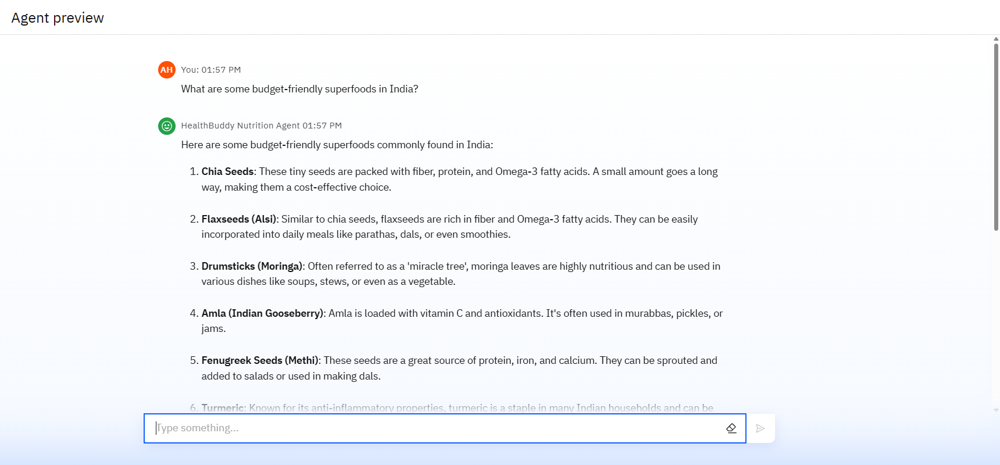 Agent preview
AH
You: 01:57 PM
What are some budget-friendly superfoods in India?
HealthBuddy Nutrition Agent 01:57 PM
Here are some budget-friendly superfoods commonly found in India:
1. Chia Seeds: These tiny seeds are packed with fiber, protein, and Omega-3 fatty acids. A small amount goes a long
way, making them a cost-effective choice.
2. Flaxseeds (Alsi): Similar to chia seeds, flaxseeds are rich in fiber and Omega-3 fatty acids. They can be easily
incorporated into daily meals like parathas, dals, or even smoothies.
3. Drumsticks (Moringa): Often referred to as a 'miracle tree', moringa leaves are highly nutritious and can be used in
various dishes like soups, stews, or even as a vegetable.
4. Amla (Indian Gooseberry): Amla is loaded with vitamin C and antioxidants. It's often used in murabbas, pickles, or
jams.
5. Fenugreek Seeds (Methi): These seeds are a great source of protein, iron, and calcium. They can be sprouted and
added to salads or used in making dals.
6. Turmeric: Known for its anti-inflammatory properties, turmeric is a staple in many Indian households and can be
Type something...